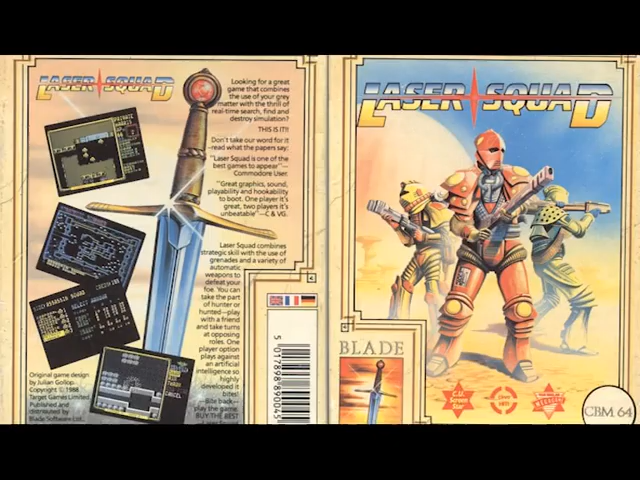 LASER SQUAD
Looking for a great
game that combines
the use of your grey
matter with the thrill of
real-time search, find and
destroy simulation?
THIS IS IT!!
Don't take our word for it
—read what the papers say:
"Laser Squad is one of the
best games to appear"—
Commodore User.
"Great graphics, sound,
playability and hookability
to boot. One player it's
great, two players it's
unbeatable"—C & VG.
Laser Squad combines
strategic skill with the use of
grenades and a variety of
automatic
weapons to
defeat your
foe. You can
take the part
of hunter or
hunted—play
with a friend
and take turns
at opposing
roles. One
player option
plays against
an artificial
intelligence so
highly
developed it
bites!
Bite back—
play the game.
BUY THE BEST
Original game design
by Julian Gollop.
Copyright © 1988
Target Games Limited
Published and
distributed by
Blade Software Ltd.
LASER SQUAD
BLADE
C.U.
Screen
Star
CBM 64